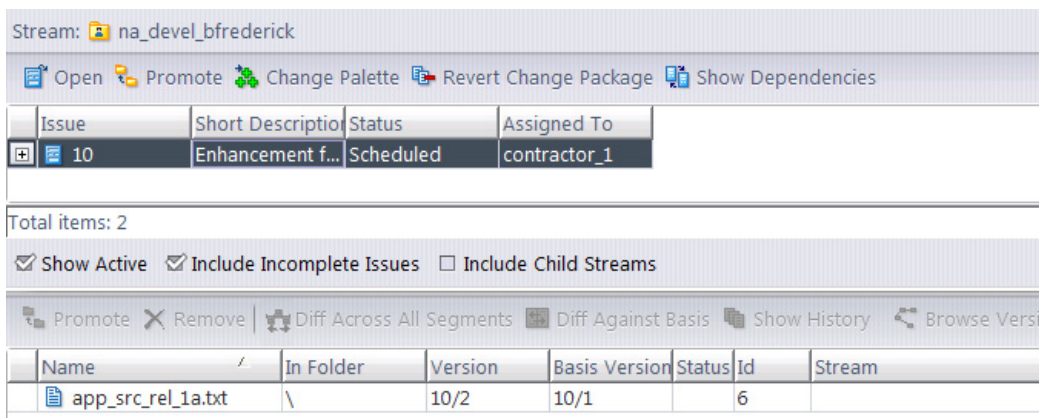 Stream: na_devel_bfrederick
Open Promote Change Palette Revert Change Package Show Dependencies
Issue Short Description Status Assigned To
10 Enhancement f... Scheduled contractor_1
Total items: 2
Show Active Include Incomplete Issues Include Child Streams
Promote Remove Diff Across All Segments Diff Against Basis Show History Browse Versi
Name In Folder Version Basis Version Status Id Stream
app_src_rel_1a.txt \ 10/2 10/1 6